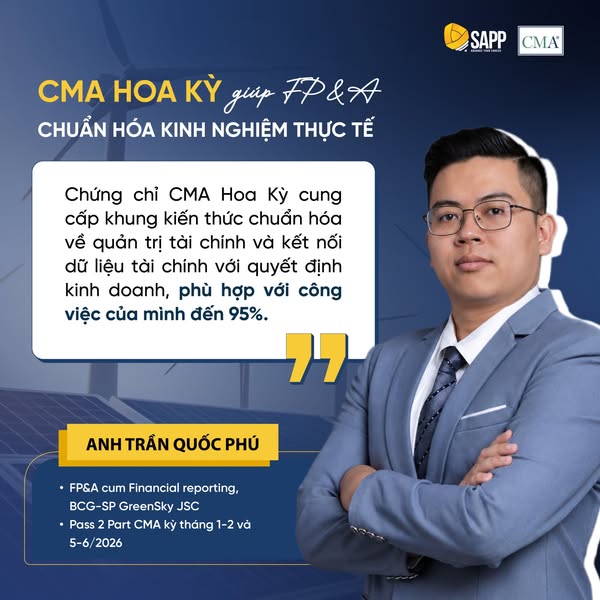 SAPP
CMA
CMA HOA KỲ giúp FP&A
CHUẨN HÓA KINH NGHIỆM THỰC TẾ
Chứng chỉ CMA Hoa Kỳ cung
cấp khung kiến thức chuẩn hóa
về quản trị tài chính và kết nối
dữ liệu tài chính với quyết định
kinh doanh, phù hợp với công
việc của mình đến 95%.
ANH TRẦN QUỐC PHÚ
• FP&A cum Financial reporting,
BCG-SP GreenSky JSC
• Pass 2 Part CMA kỳ tháng 1-2 và
5-6/2026